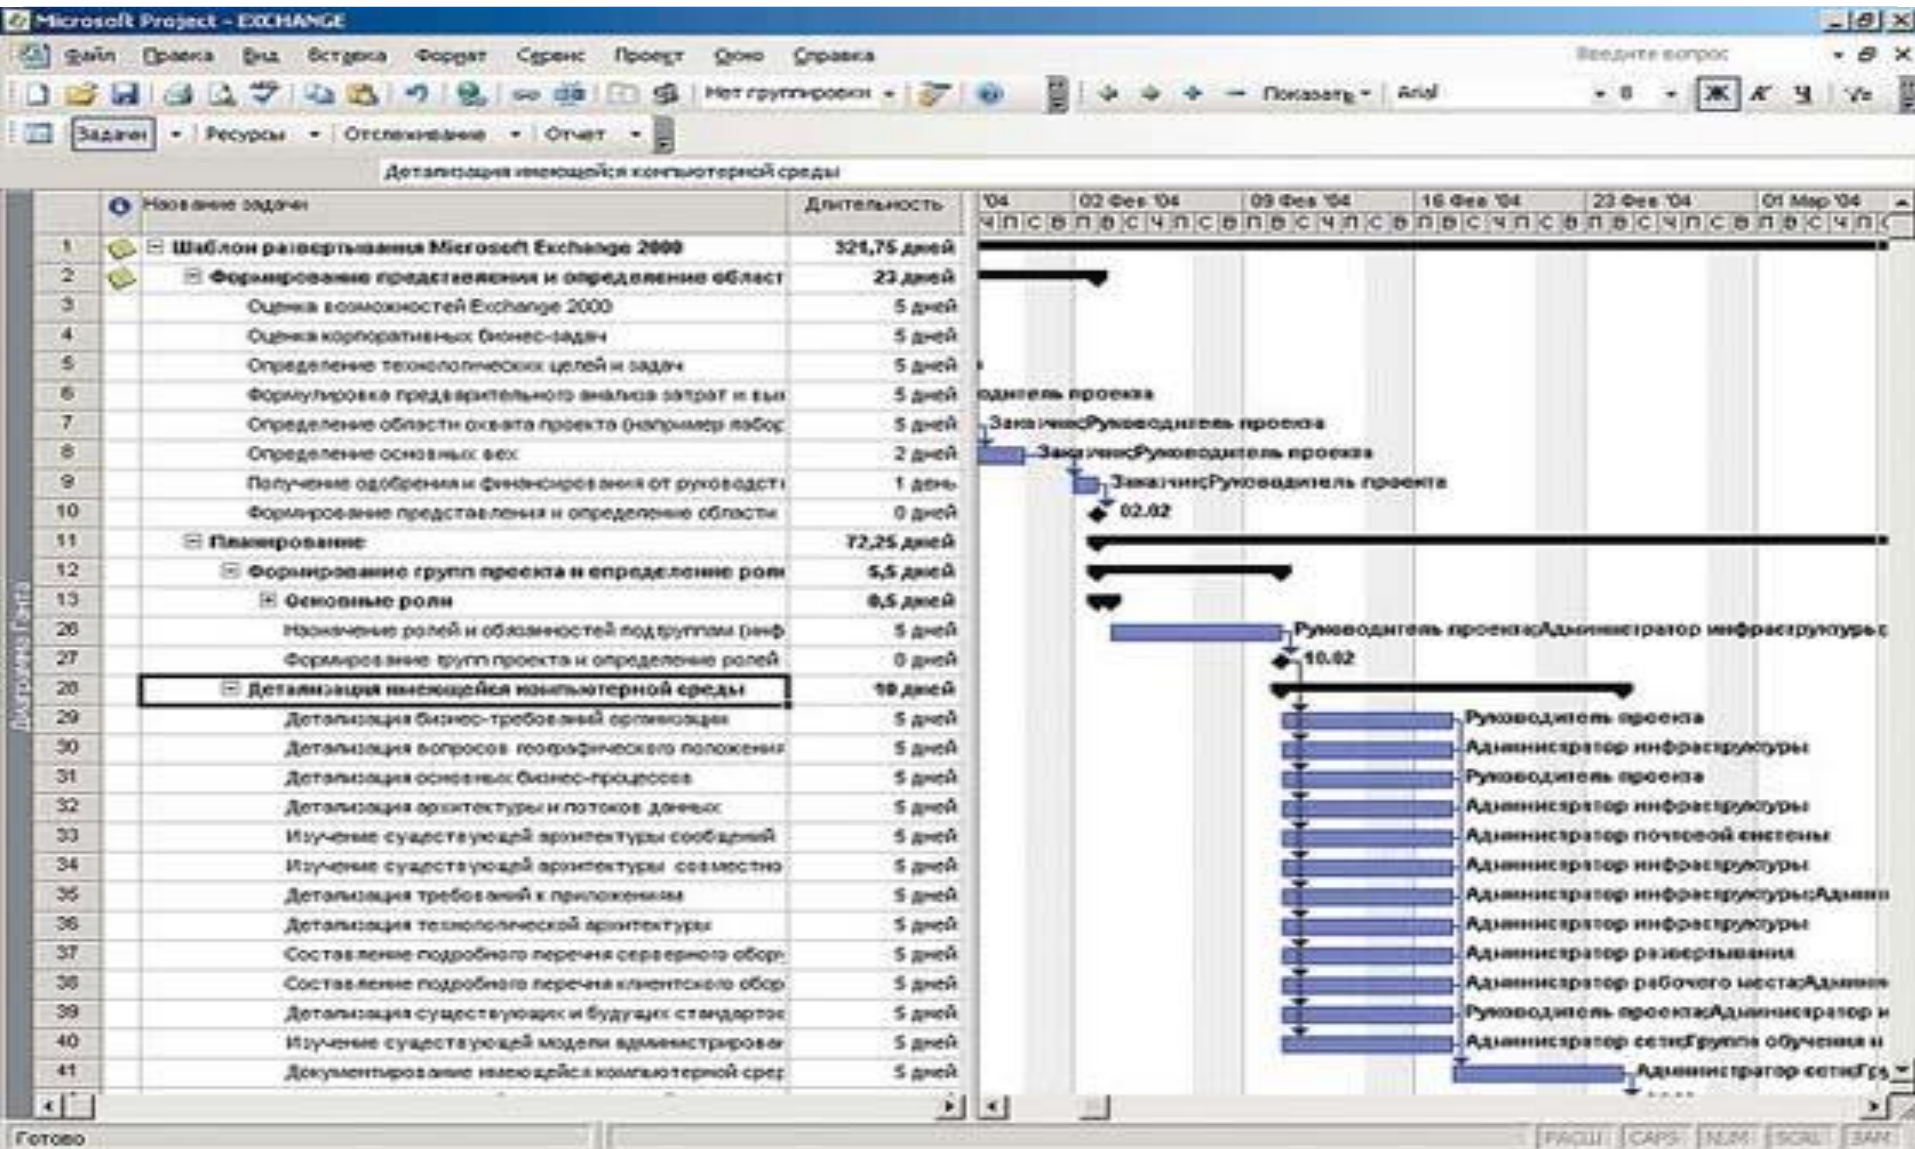 Microsoft Project - EXCHANGE
Файл Правка Вид Вставка Формат Сервис Проект Окно Справка Введите вопрос
Нет группировки Показать Arial 8 Ж К Ч
Задачи Ресурсы Отслеживание Отчет
Детализация имеющейся компьютерной среды
Название задачи Длительность '04 02 Фев '04 09 Фев '04 16 Фев '04 23 Фев '04 01 Мар '04
Ч П С В П В С Ч П С В П В С Ч П С В П В С Ч П С В П В С Ч П С В П В С Ч П С
1 Шаблон развертывания Microsoft Exchange 2000 321,75 дней
2 Формирование представления и определение област 23 дней
3 Оценка возможностей Exchange 2000 5 дней
4 Оценка корпоративных бизнес-задач 5 дней
5 Определение технологических целей и задач 5 дней
6 Формулировка предварительного анализа затрат и вы 5 дней одитель проекта
7 Определение области охвата проекта (например лабор 5 дней Заказчик;Руководитель проекта
8 Определение основных вех 2 дней Заказчик;Руководитель проекта
9 Получение одобрения и финансирования от руководст 1 день Заказчик;Руководитель проекта
10 Формирование представления и определение области 0 дней 02.02
11 Планирование 72,25 дней
12 Формирование групп проекта и определение роли 5,5 дней
13 Основные роли 0,5 дней
26 Назначение ролей и обязанностей подгруппам (инф 5 дней Руководитель проекта;Администратор инфраструктуры;
27 Формирование групп проекта и определение ролей 0 дней 10.02
28 Детализация имеющейся компьютерной среды 10 дней
29 Детализация бизнес-требований организации 5 дней Руководитель проекта
30 Детализация вопросов географического положения 5 дней Администратор инфраструктуры
31 Детализация основных бизнес-процессов 5 дней Руководитель проекта
32 Детализация архитектуры и потоков данных 5 дней Администратор инфраструктуры
33 Изучение существующей архитектуры сообщений 5 дней Администратор почтовой системы
34 Изучение существующей архитектуры совместно 5 дней Администратор инфраструктуры
35 Детализация требований к приложениям 5 дней Администратор инфраструктуры;Админи
36 Детализация технологической архитектуры 5 дней Администратор инфраструктуры
37 Составление подробного перечня серверного обор 5 дней Администратор развертывания
38 Составление подробного перечня клиентского обор 5 дней Администратор рабочего места;Админи
39 Детализация существующих и будущих стандартов 5 дней Руководитель проекта;Администратор и
40 Изучение существующей модели администрирован 5 дней Администратор сети;Группа обучения и
41 Документирование имеющейся компьютерной сред 5 дней Администратор сети;Гру
Диаграмма Ганта
Готово РАСШ CAPS NUM SCRL ЗАМ